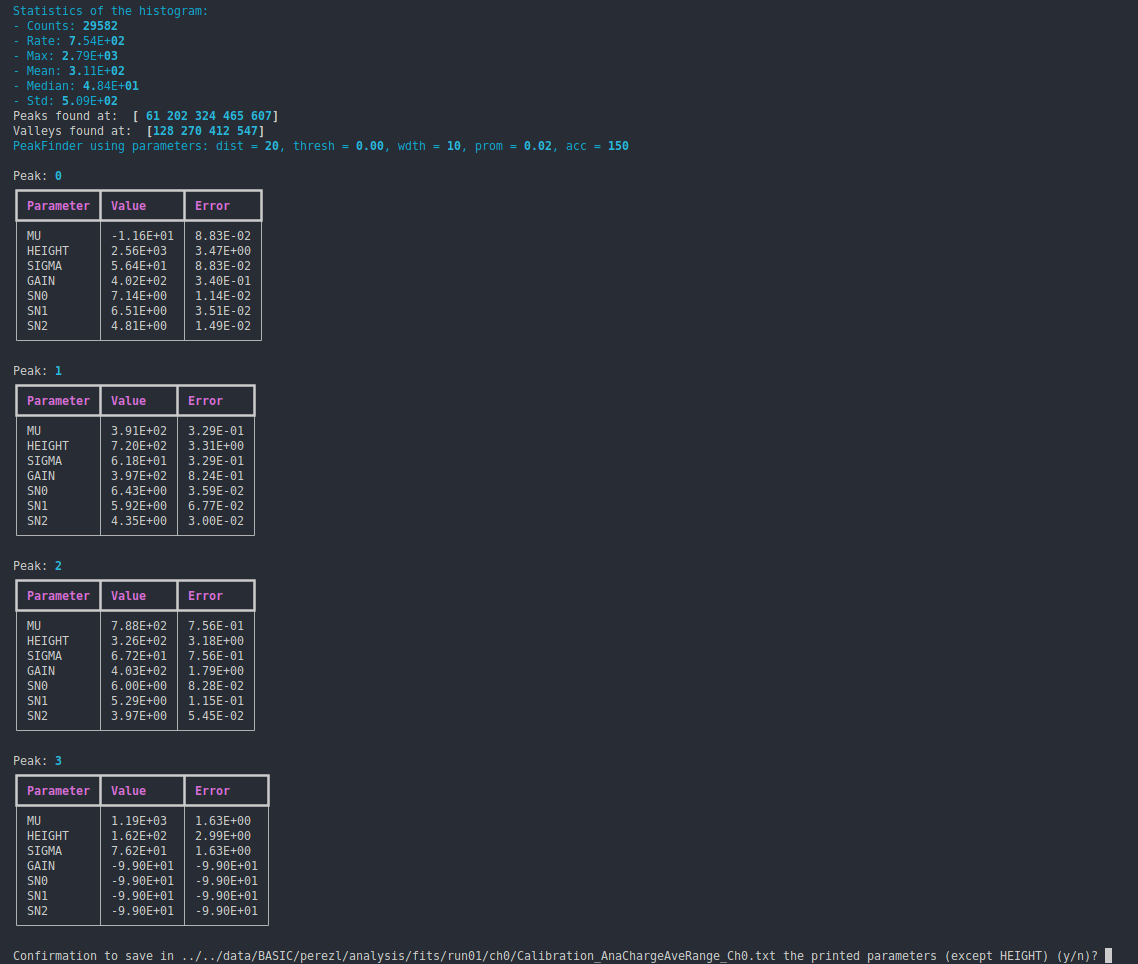 Statistics of the histogram:
- Counts: 29582
- Rate: 7.54E+02
- Max: 2.79E+03
- Mean: 3.11E+02
- Median: 4.84E+01
- Std: 5.09E+02
Peaks found at:  [ 61 202 324 465 607]
Valleys found at:  [128 270 412 547]
PeakFinder using parameters: dist = 20, thresh = 0.00, wdth = 10, prom = 0.02, acc = 150
Peak: 0
Parameter Value Error
MU -1.16E+01 8.83E-02
HEIGHT 2.56E+03 3.47E+00
SIGMA 5.64E+01 8.83E-02
GAIN 4.02E+02 3.40E-01
SN0 7.14E+00 1.14E-02
SN1 6.51E+00 3.51E-02
SN2 4.81E+00 1.49E-02
Peak: 1
Parameter Value Error
MU 3.91E+02 3.29E-01
HEIGHT 7.20E+02 3.31E+00
SIGMA 6.18E+01 3.29E-01
GAIN 3.97E+02 8.24E-01
SN0 6.43E+00 3.59E-02
SN1 5.92E+00 6.77E-02
SN2 4.35E+00 3.00E-02
Peak: 2
Parameter Value Error
MU 7.88E+02 7.56E-01
HEIGHT 3.26E+02 3.18E+00
SIGMA 6.72E+01 7.56E-01
GAIN 4.03E+02 1.79E+00
SN0 6.00E+00 8.28E-02
SN1 5.29E+00 1.15E-01
SN2 3.97E+00 5.45E-02
Peak: 3
Parameter Value Error
MU 1.19E+03 1.63E+00
HEIGHT 1.62E+02 2.99E+00
SIGMA 7.62E+01 1.63E+00
GAIN -9.90E+01 -9.90E+01
SN0 -9.90E+01 -9.90E+01
SN1 -9.90E+01 -9.90E+01
SN2 -9.90E+01 -9.90E+01
Confirmation to save in ../../data/BASIC/perezl/analysis/fits/run01/ch0/Calibration_AnaChargeAveRange_Ch0.txt the printed parameters (except HEIGHT) (y/n)?